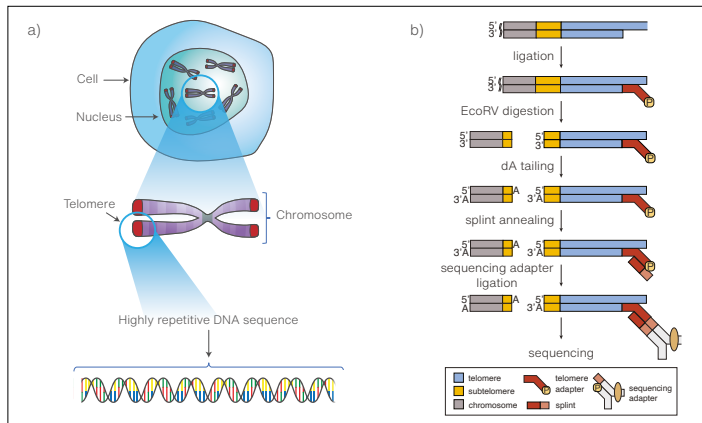 a)
Cell
Nucleus
Telomere
Chromosome
Highly repetitive DNA sequence
b)
5'
3'
ligation
5'
3'
P
EcoRV digestion
5'
3'
5'
3'
P
dA tailing
5'
A
3'A
5'
3'A
P
splint annealing
5'
A
3'A
5'
3'A
P
sequencing adapter
ligation
5'
A
A
5'
3'A
sequencing
telomere
subtelomere
chromosome
P
telomere
adapter
splint
P
sequencing
adapter